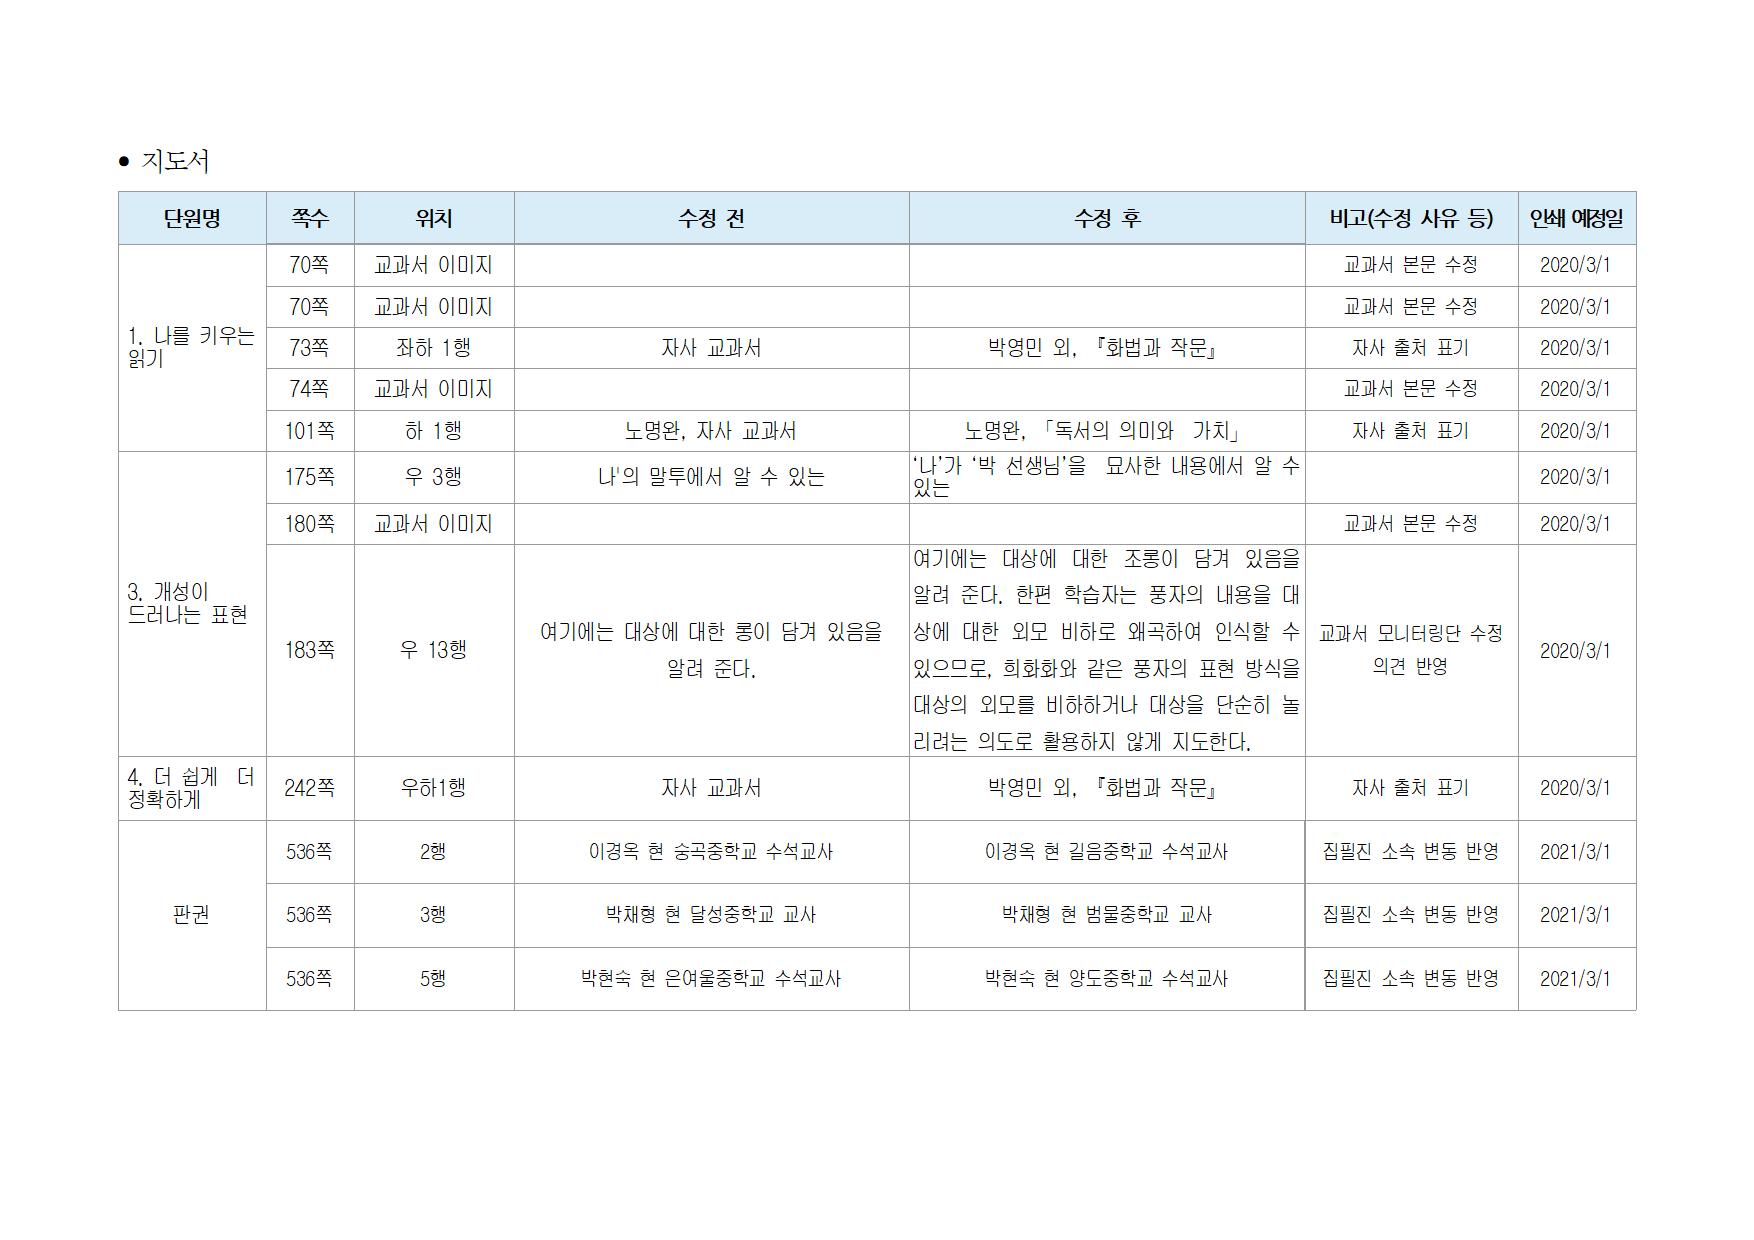 ● 지도서
단원명 쪽수 위치 수정 전 수정 후 비고(수정 사유 등) 인쇄 예정일
1. 나를 키우는
읽기
70쪽 교과서 이미지 교과서 본문 수정 2020/3/1
70쪽 교과서 이미지 교과서 본문 수정 2020/3/1
73쪽 좌하 1행 자사 교과서 박영민 외, 『화법과 작문』 자사 출처 표기 2020/3/1
74쪽 교과서 이미지 교과서 본문 수정 2020/3/1
101쪽 하 1행 노명완, 자사 교과서 노명완, 「독서의 의미와 가치」 자사 출처 표기 2020/3/1
3. 개성이
드러나는 표현
175쪽 우 3행 나'의 말투에서 알 수 있는
‘나’가 ‘박 선생님’을 묘사한 내용에서 알 수
있는
2020/3/1
180쪽 교과서 이미지 교과서 본문 수정 2020/3/1
183쪽 우 13행
여기에는 대상에 대한 롱이 담겨 있음을
알려 준다.
여기에는 대상에 대한 조롱이 담겨 있음을
알려 준다. 한편 학습자는 풍자의 내용을 대
상에 대한 외모 비하로 왜곡하여 인식할 수
있으므로, 희화화와 같은 풍자의 표현 방식을
대상의 외모를 비하하거나 대상을 단순히 놀
리려는 의도로 활용하지 않게 지도한다.
교과서 모니터링단 수정
의견 반영
2020/3/1
4. 더 쉽게 더
정확하게
242쪽 우하1행 자사 교과서 박영민 외, 『화법과 작문』 자사 출처 표기 2020/3/1
판권
536쪽 2행 이경옥 현 숭곡중학교 수석교사 이경옥 현 길음중학교 수석교사 집필진 소속 변동 반영 2021/3/1
536쪽 3행 박채형 현 달성중학교 교사 박채형 현 범물중학교 교사 집필진 소속 변동 반영 2021/3/1
536쪽 5행 박현숙 현 은여울중학교 수석교사 박현숙 현 양도중학교 수석교사 집필진 소속 변동 반영 2021/3/1